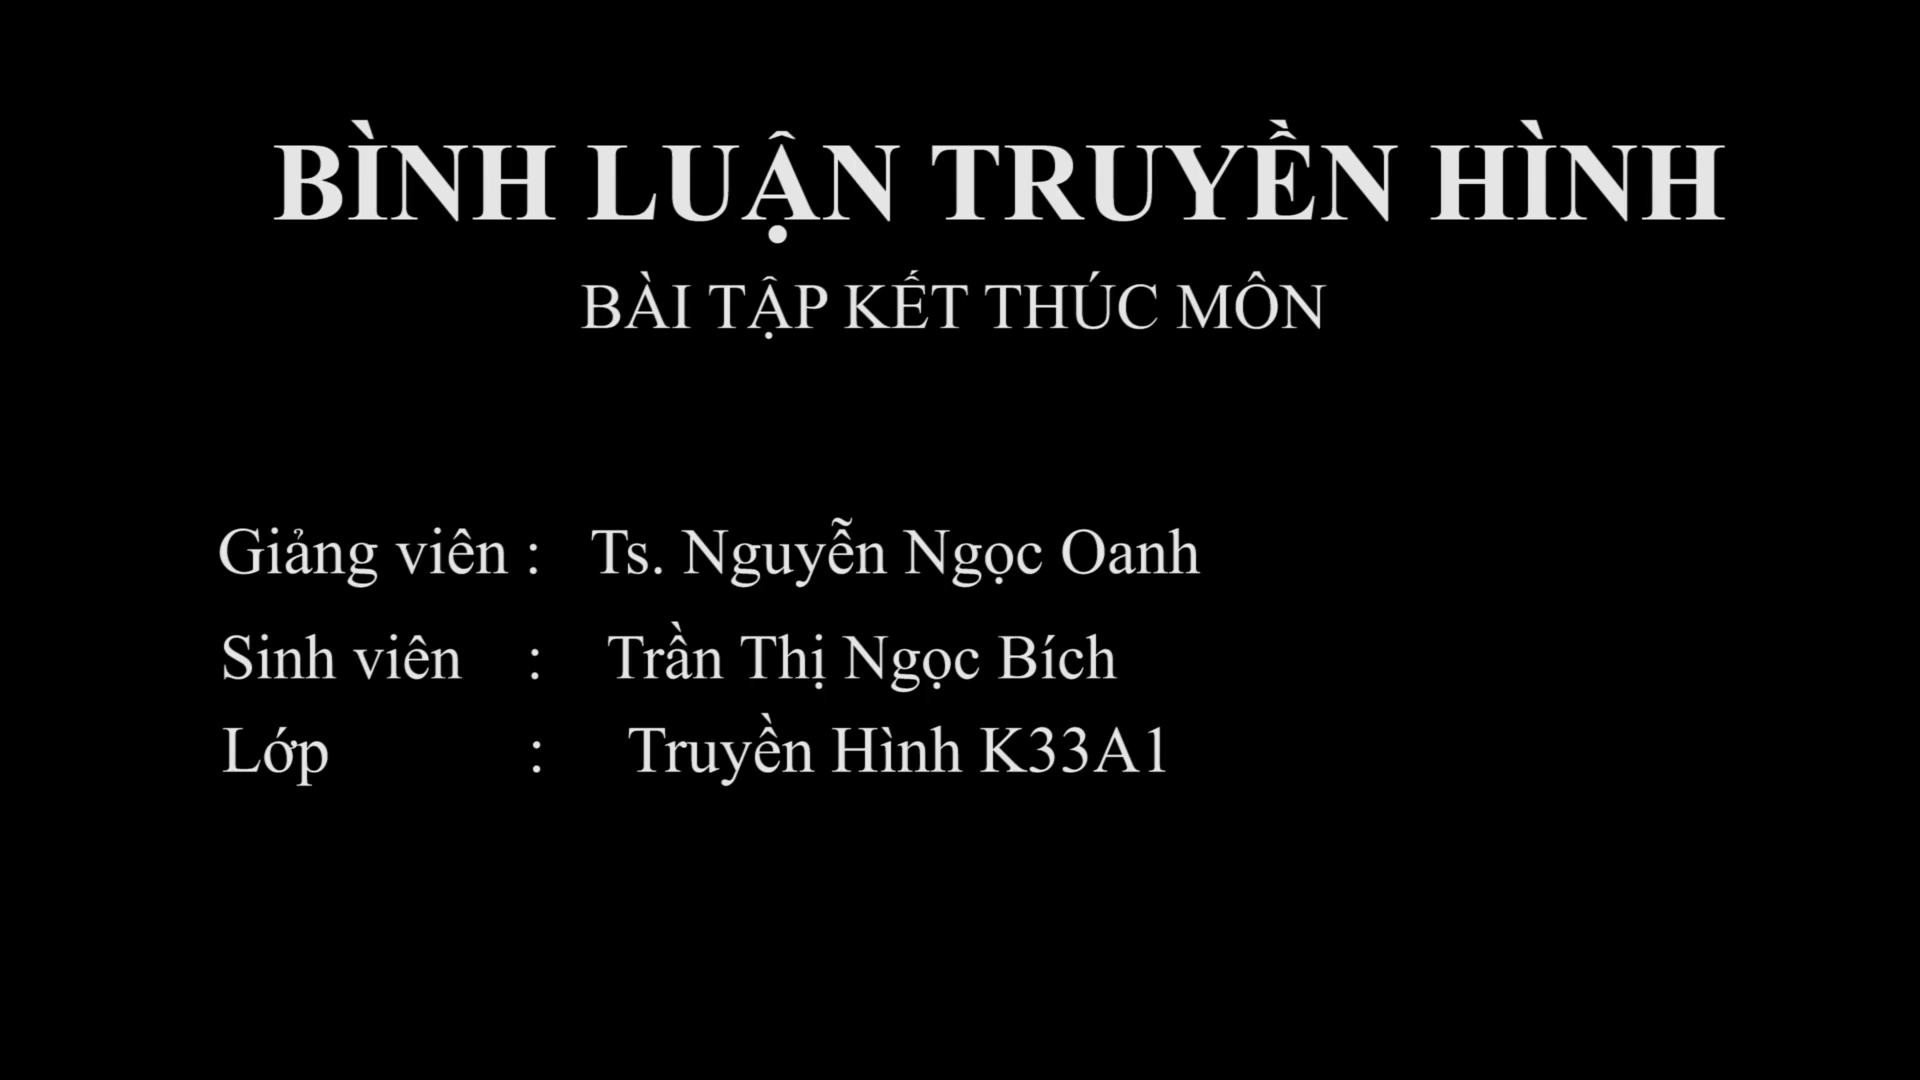 BÌNH LUẬN TRUYỀN HÌNH
BÀI TẬP KẾT THÚC MÔN
Giảng viên : Ts. Nguyễn Ngọc Oanh
Sinh viên : Trần Thị Ngọc Bích
Lớp : Truyền Hình K33A1